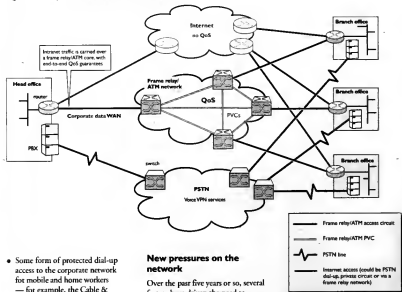 Internet
no QoS
Branch office
Intranet traffic is carried over
a frame relay/ATM core, with
end-to-end QoS guarantees
Head office
router
Frame relay/
ATM network
QoS
Branch office
Corporate data WAN
PVCs
PBX
switch
Branch office
PSTN
Voice VPN services
Frame relay/ATM access circuit
Frame relay/ATM PVC
PSTN line
Internet access (could be PSTN
dial-up, private circuit or via a
frame relay network)
• Some form of protected dial-up
access to the corporate network
for mobile and home workers
— for example, the Cable &
New pressures on the
network
Over the past five years or so, several